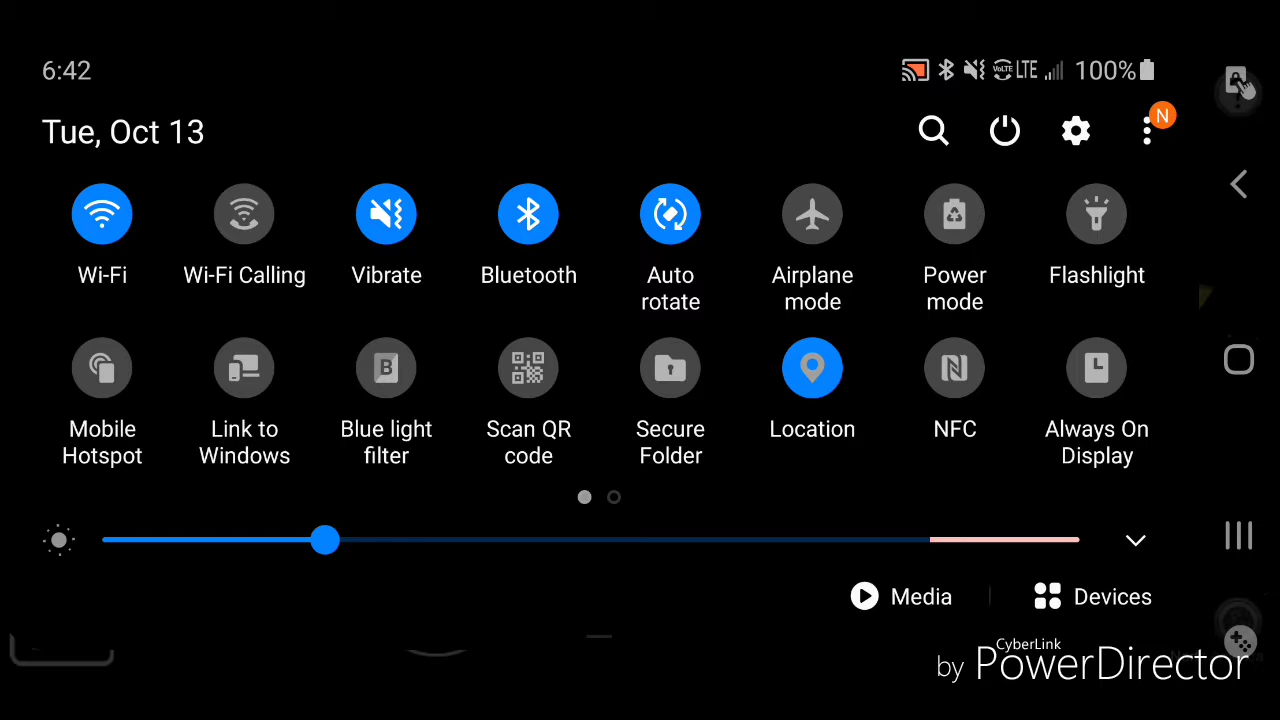 6:42
VoLTE LTE 100%
Tue, Oct 13
N
Wi-Fi
Wi-Fi Calling
Vibrate
Bluetooth
Auto
rotate
Airplane
mode
Power
mode
Flashlight
Mobile
Hotspot
Link to
Windows
B
Blue light
filter
Scan QR
code
Secure
Folder
Location
NFC
Always On
Display
Media
Devices
CyberLink
by PowerDirector